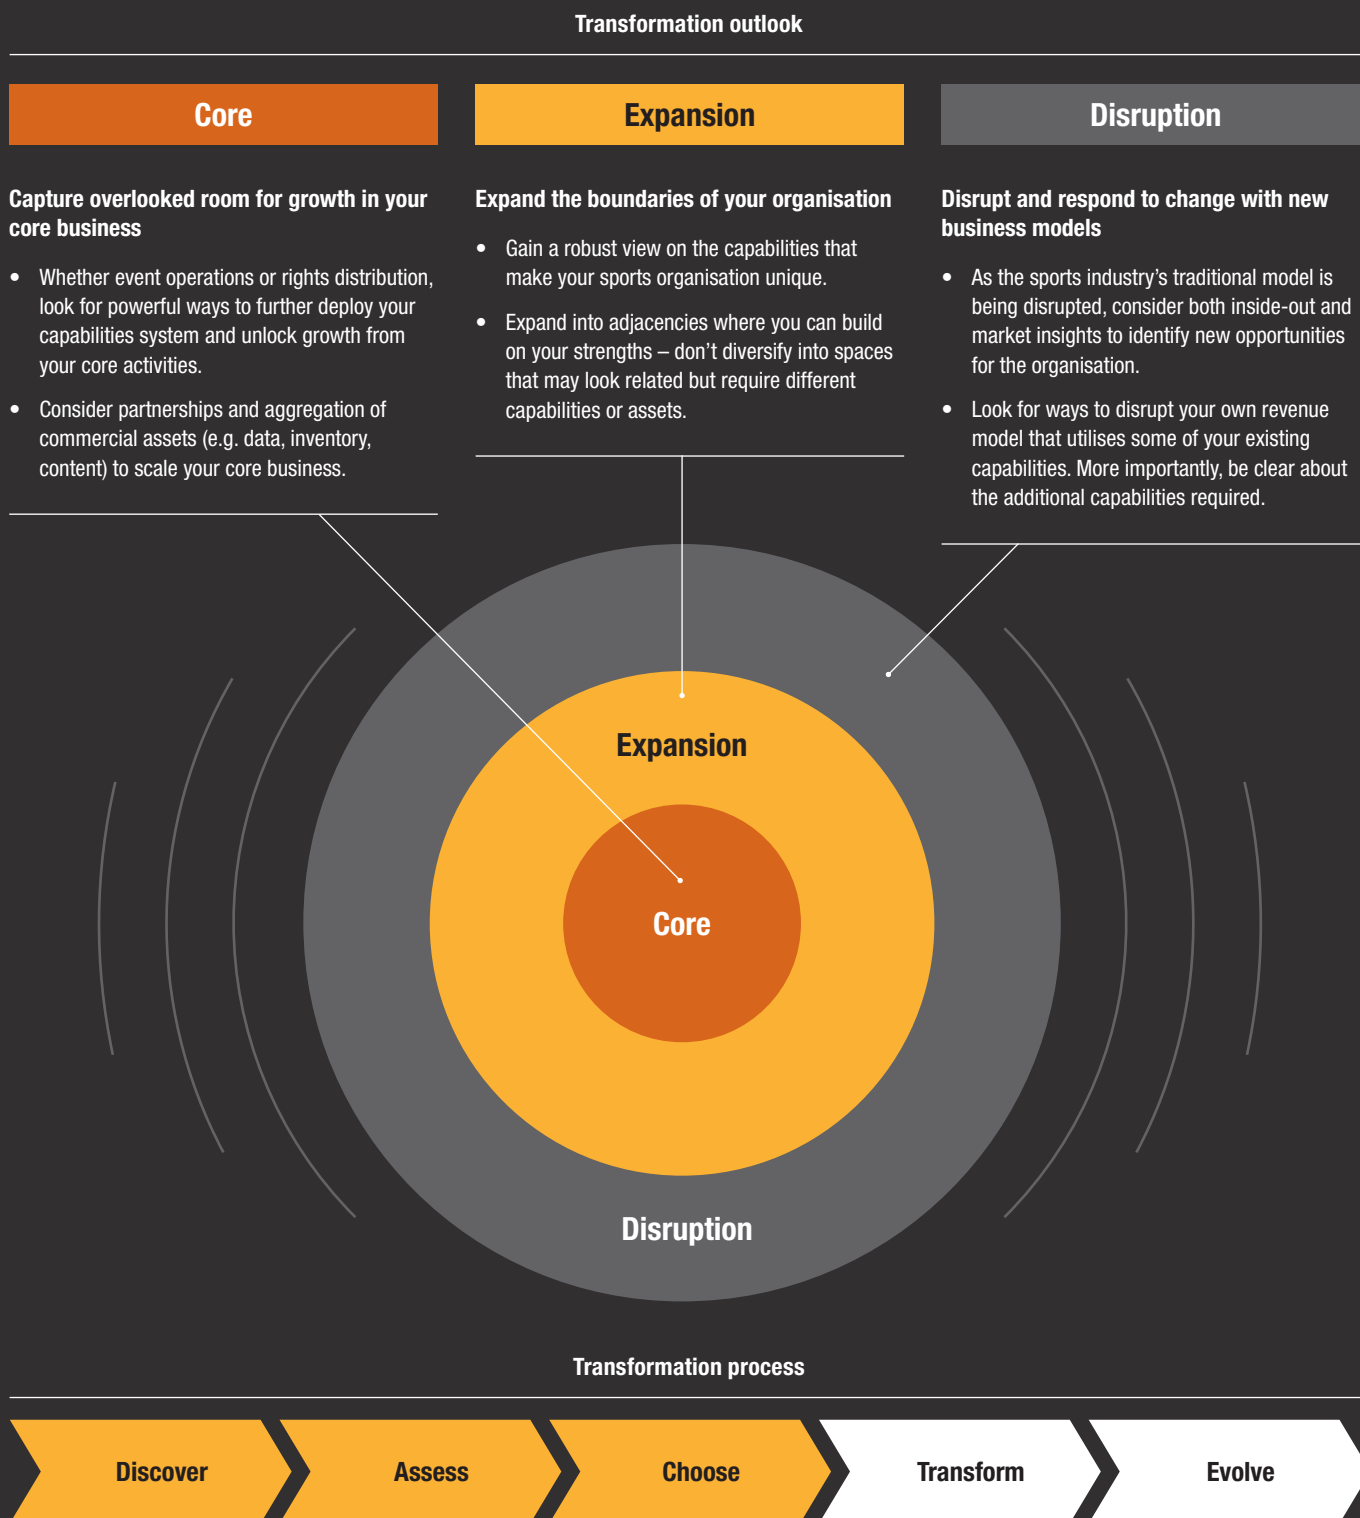 Transformation outlook
Core
Capture overlooked room for growth in your
core business
• Whether event operations or rights distribution,
look for powerful ways to further deploy your
capabilities system and unlock growth from
your core activities.
• Consider partnerships and aggregation of
commercial assets (e.g. data, inventory,
content) to scale your core business.
Expansion
Expand the boundaries of your organisation
• Gain a robust view on the capabilities that
make your sports organisation unique.
• Expand into adjacencies where you can build
on your strengths – don’t diversify into spaces
that may look related but require different
capabilities or assets.
Disruption
Disrupt and respond to change with new
business models
• As the sports industry’s traditional model is
being disrupted, consider both inside-out and
market insights to identify new opportunities
for the organisation.
• Look for ways to disrupt your own revenue
model that utilises some of your existing
capabilities. More importantly, be clear about
the additional capabilities required.
Expansion
Core
Disruption
Transformation process
Discover
Assess
Choose
Transform
Evolve